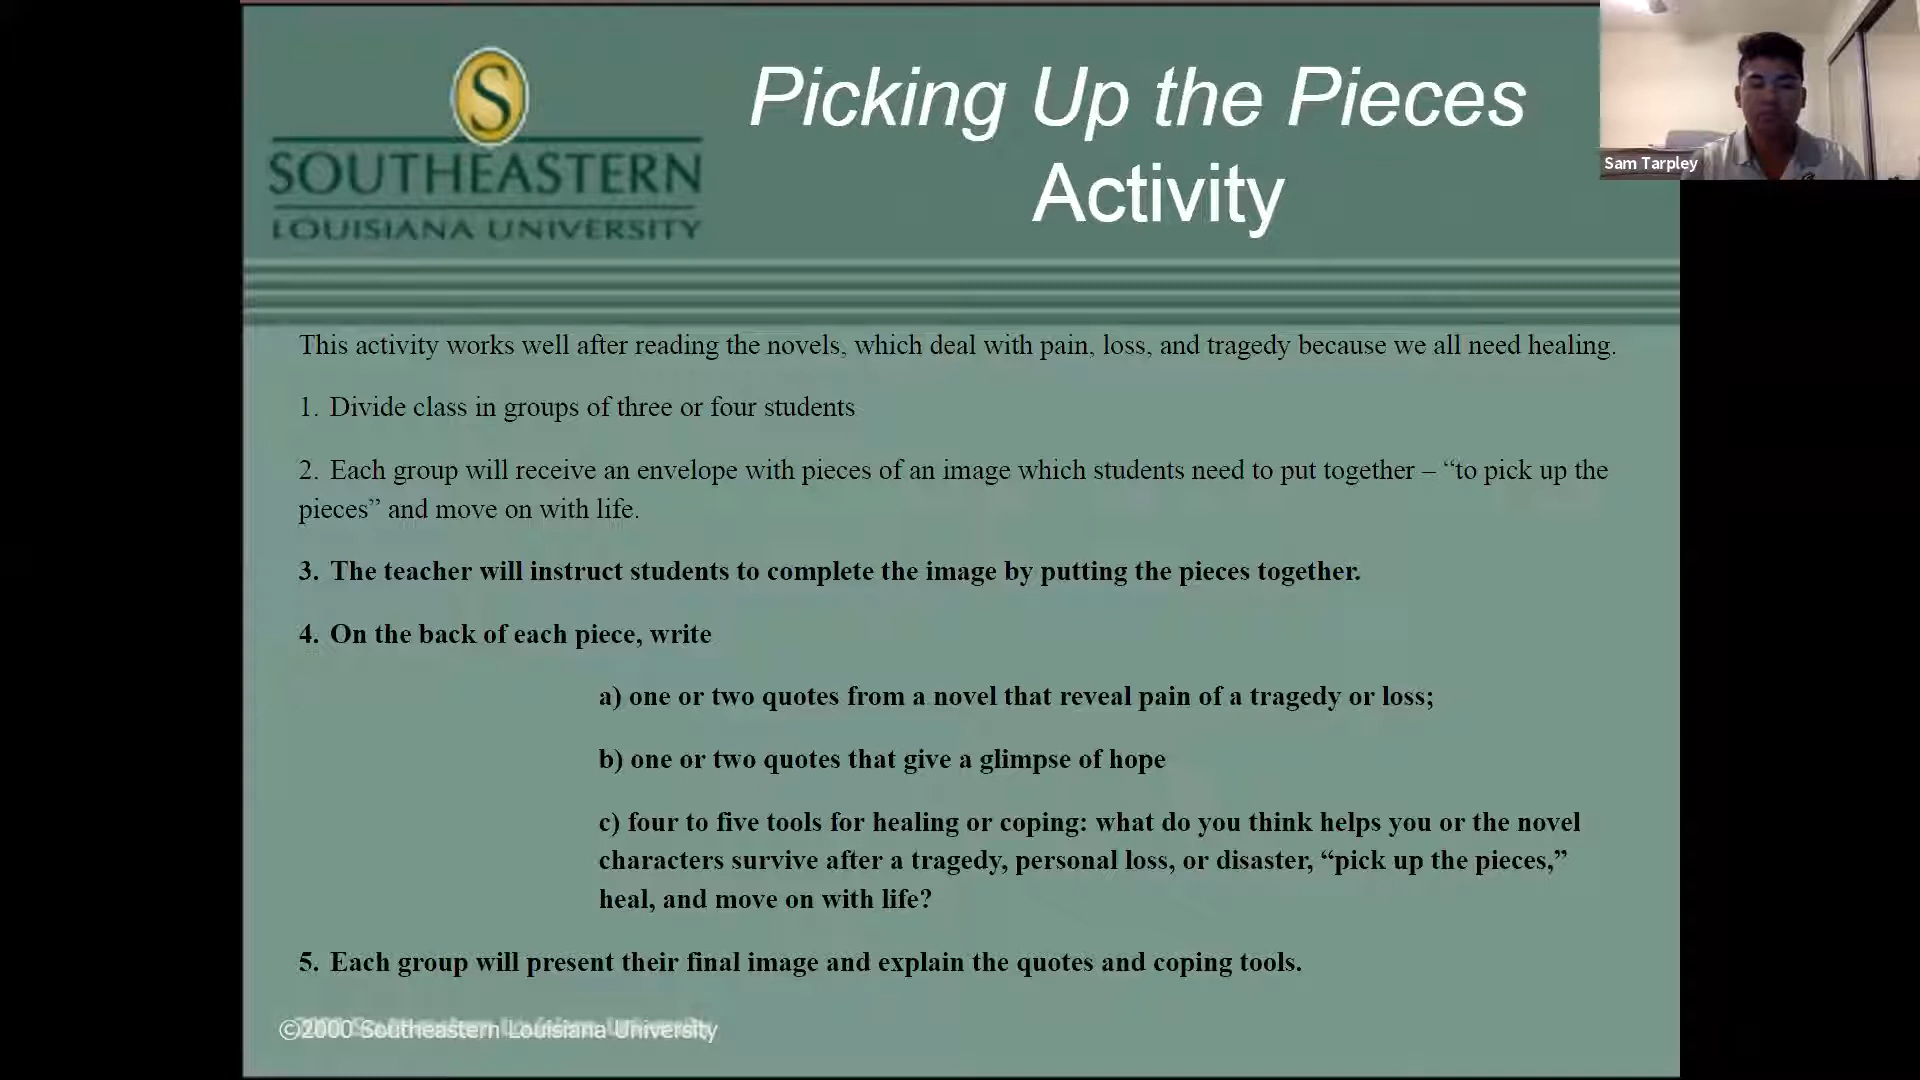 S
SOUTHEASTERN
LOUISIANA UNIVERSITY
Picking Up the Pieces
Activity
Sam Tarpley
This activity works well after reading the novels, which deal with pain, loss, and tragedy because we all need healing.
1. Divide class in groups of three or four students
2. Each group will receive an envelope with pieces of an image which students need to put together – “to pick up the
pieces” and move on with life.
3. The teacher will instruct students to complete the image by putting the pieces together.
4. On the back of each piece, write
a) one or two quotes from a novel that reveal pain of a tragedy or loss;
b) one or two quotes that give a glimpse of hope
c) four to five tools for healing or coping: what do you think helps you or the novel
characters survive after a tragedy, personal loss, or disaster, “pick up the pieces,”
heal, and move on with life?
5. Each group will present their final image and explain the quotes and coping tools.
©2000 Southeastern Louisiana University